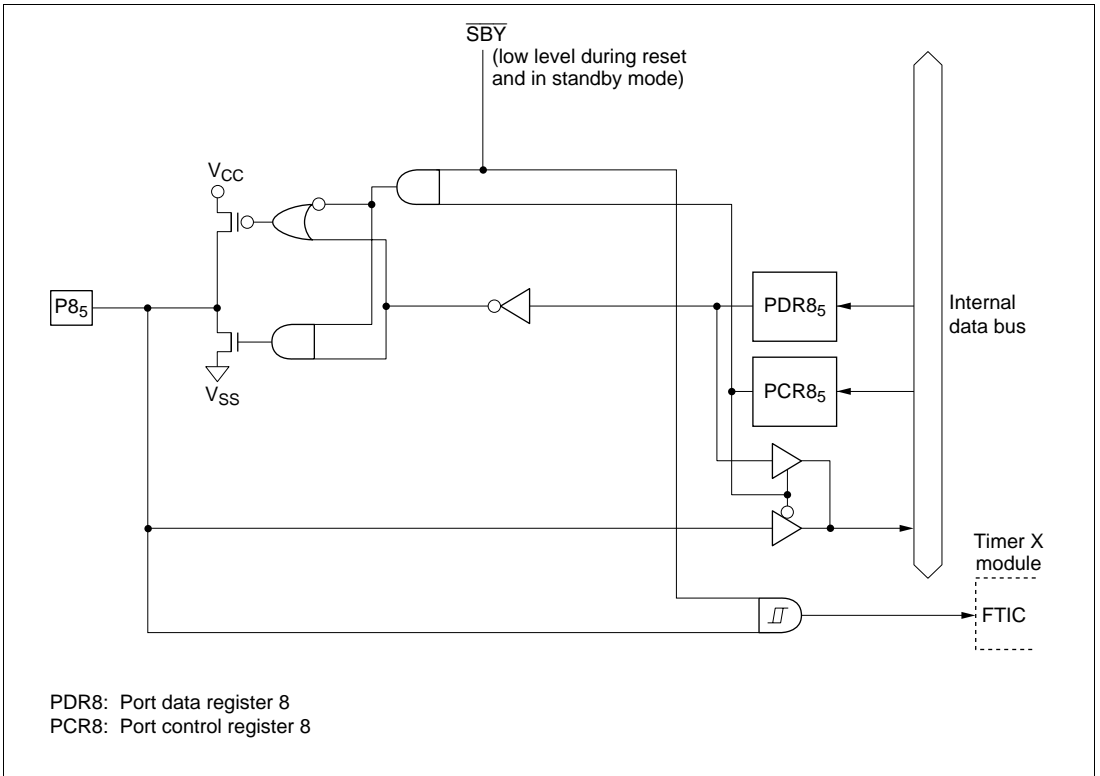 S̅B̅Y̅
(low level during reset
and in standby mode)
VCC
P85
VSS
PDR85
PCR85
Internal
data bus
Timer X
module
FTIC
PDR8: Port data register 8
PCR8: Port control register 8